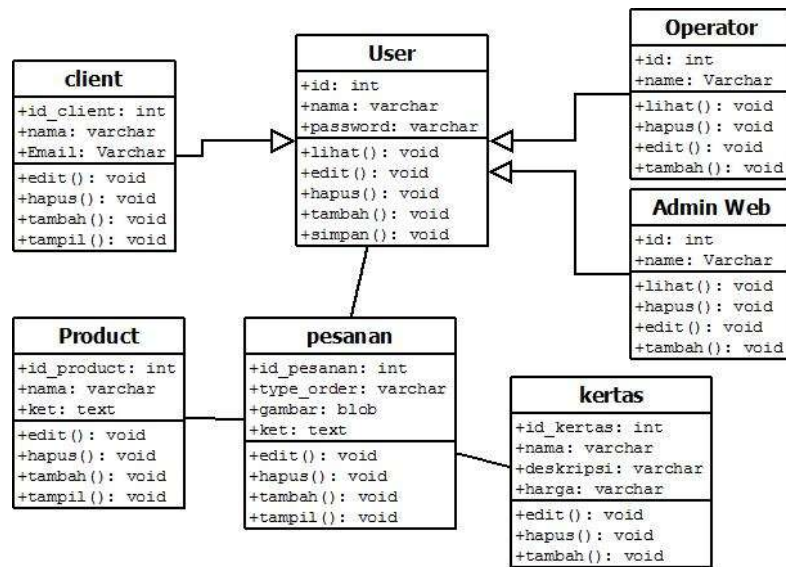 client
+id_client: int
+nama: varchar
+Email: Varchar
+edit(): void
+hapus(): void
+tambah(): void
+tampil(): void
User
+id: int
+nama: varchar
+password: varchar
+lihat(): void
+edit(): void
+hapus(): void
+tambah(): void
+simpan(): void
Operator
+id: int
+name: Varchar
+lihat(): void
+hapus(): void
+edit(): void
+tambah(): void
Admin Web
+id: int
+name: Varchar
+lihat(): void
+hapus(): void
+edit(): void
+tambah(): void
Product
+id_product: int
+nama: varchar
+ket: text
+edit(): void
+hapus(): void
+tambah(): void
+tampil(): void
pesanan
+id_pesanan: int
+type_order: varchar
+gambar: blob
+ket: text
+edit(): void
+hapus(): void
+tambah(): void
+tampil(): void
kertas
+id_kertas: int
+nama: varchar
+deskripsi: varchar
+harga: varchar
+edit(): void
+hapus(): void
+tambah(): void